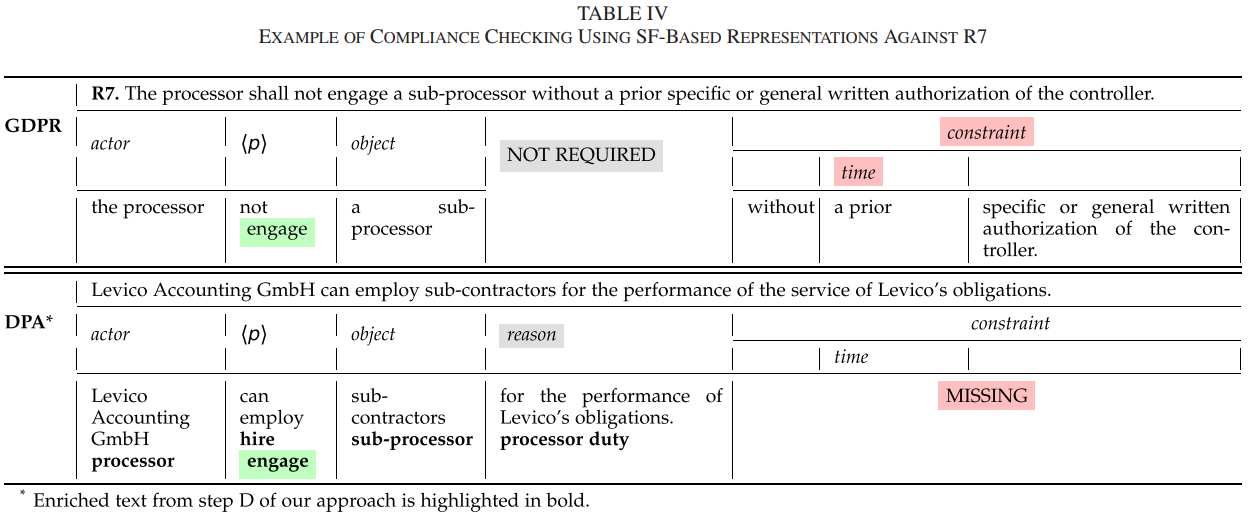 TABLE IV
EXAMPLE OF COMPLIANCE CHECKING USING SF-BASED REPRESENTATIONS AGAINST R7
R7. The processor shall not engage a sub-processor without a prior specific or general written authorization of the controller.
GDPR
actor ⟨p⟩ object NOT REQUIRED constraint
time
the processor not a sub- without a prior specific or general written
engage processor authorization of the con-
troller.
Levico Accounting GmbH can employ sub-contractors for the performance of the service of Levico's obligations.
DPA*
actor ⟨p⟩ object reason constraint
time
Levico can sub- for the performance of MISSING
Accounting employ contractors Levico's obligations.
GmbH hire sub-processor processor duty
processor engage
* Enriched text from step D of our approach is highlighted in bold.